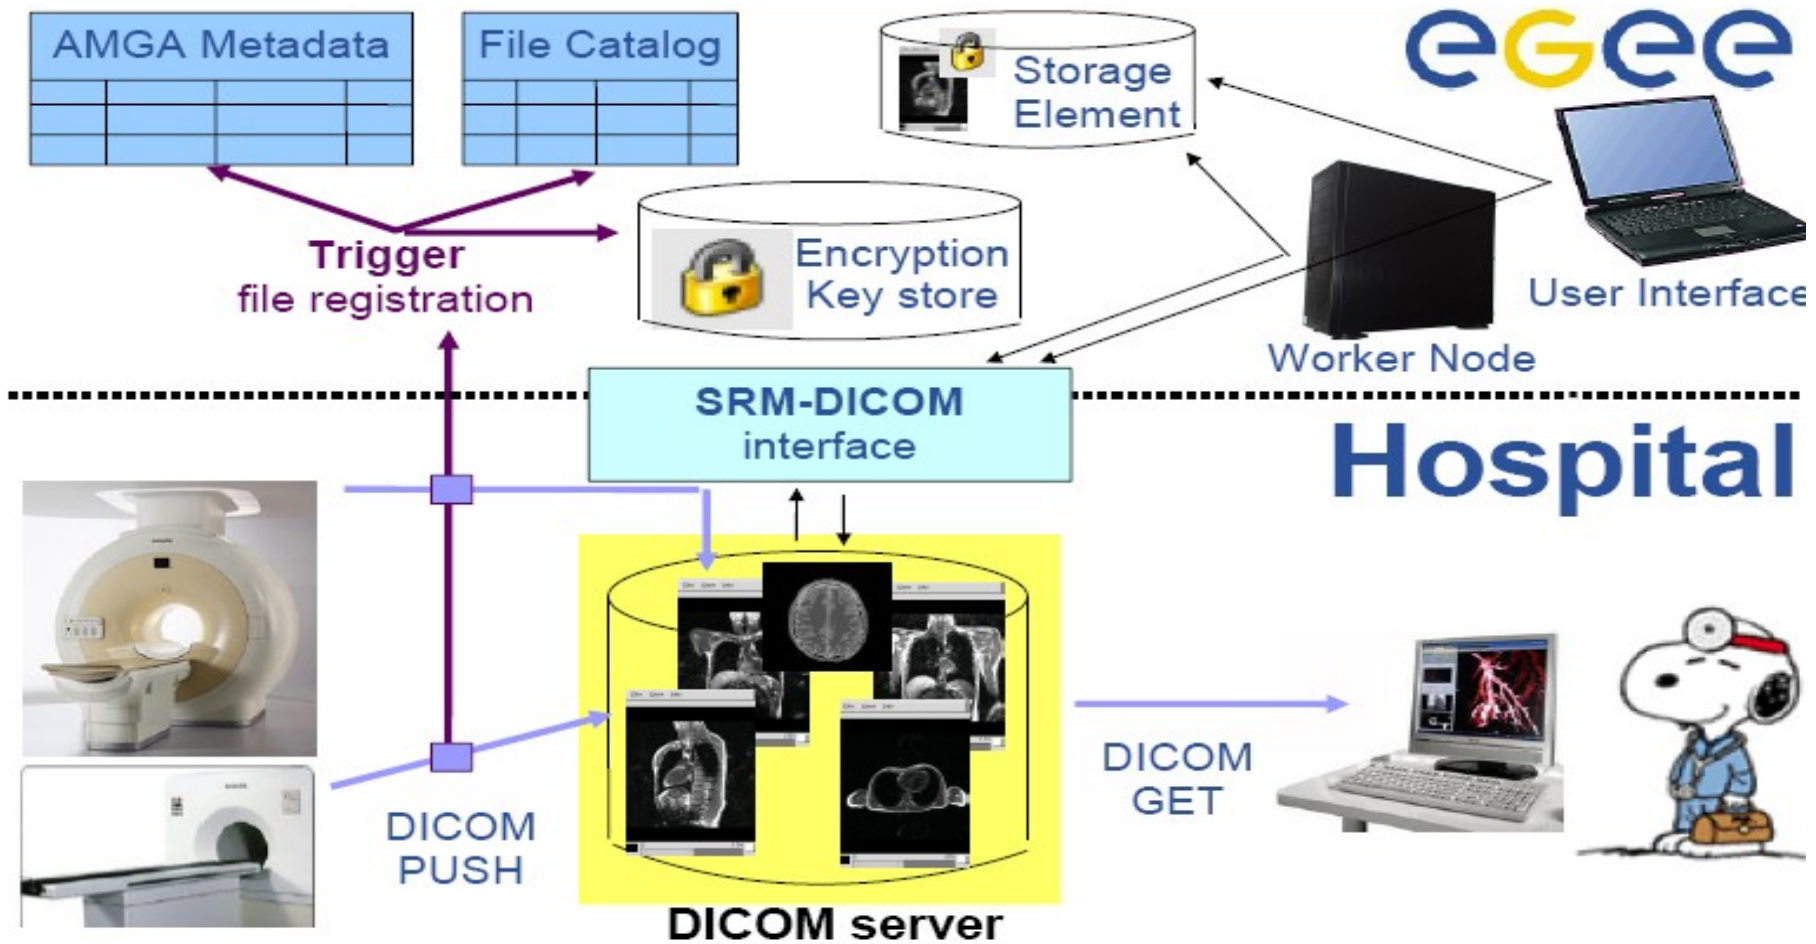 AMGA Metadata
File Catalog
Storage
Element
eGee
Encryption
Key store
Trigger
file registration
User Interface
Worker Node
SRM-DICOM
interface
Hospital
DICOM
PUSH
DICOM
GET
DICOM server